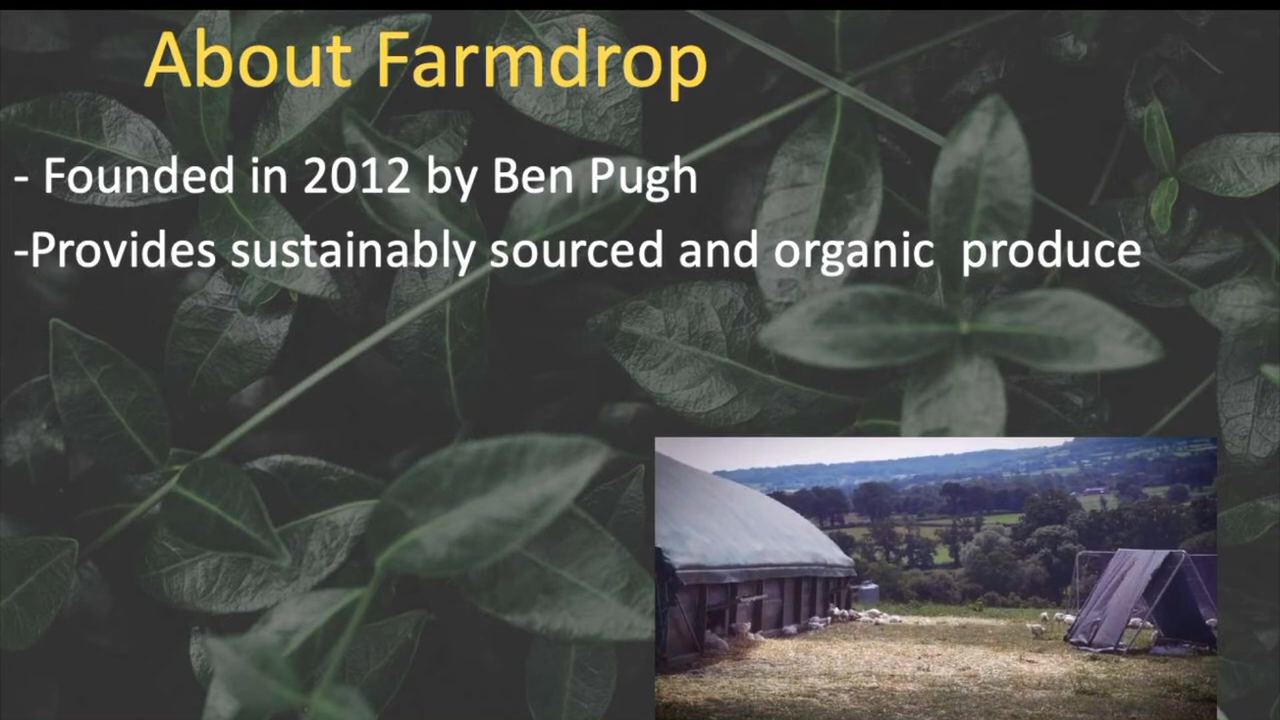 About Farmdrop
- Founded in 2012 by Ben Pugh
-Provides sustainably sourced and organic  produce